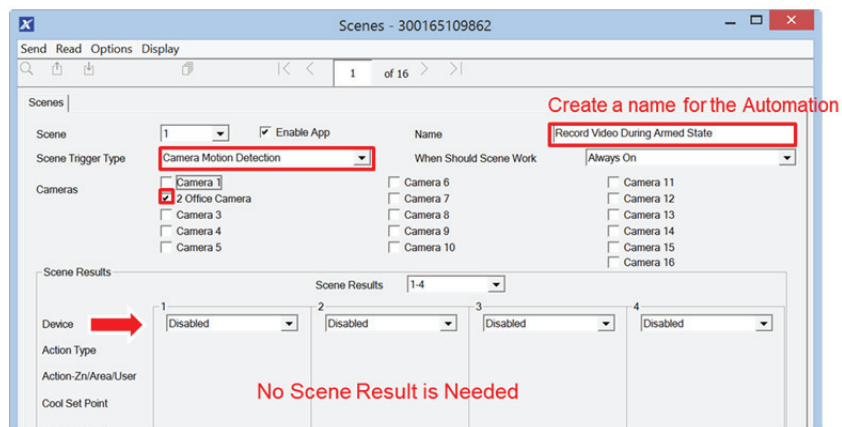 Scenes - 300165109862
Send Read Options Display
1 of 16
Scenes
Create a name for the Automation
Scene 1 Enable App Name Record Video During Armed State
Scene Trigger Type Camera Motion Detection When Should Scene Work Always On
Cameras
Camera 1 Camera 6 Camera 11
2 Office Camera Camera 7 Camera 12
Camera 3 Camera 8 Camera 13
Camera 4 Camera 9 Camera 14
Camera 5 Camera 10 Camera 15
Camera 16
Scene Results
Scene Results 1-4
1 2 3 4
Device Disabled Disabled Disabled Disabled
Action Type
Action-Zn/Area/User
No Scene Result is Needed
Cool Set Point